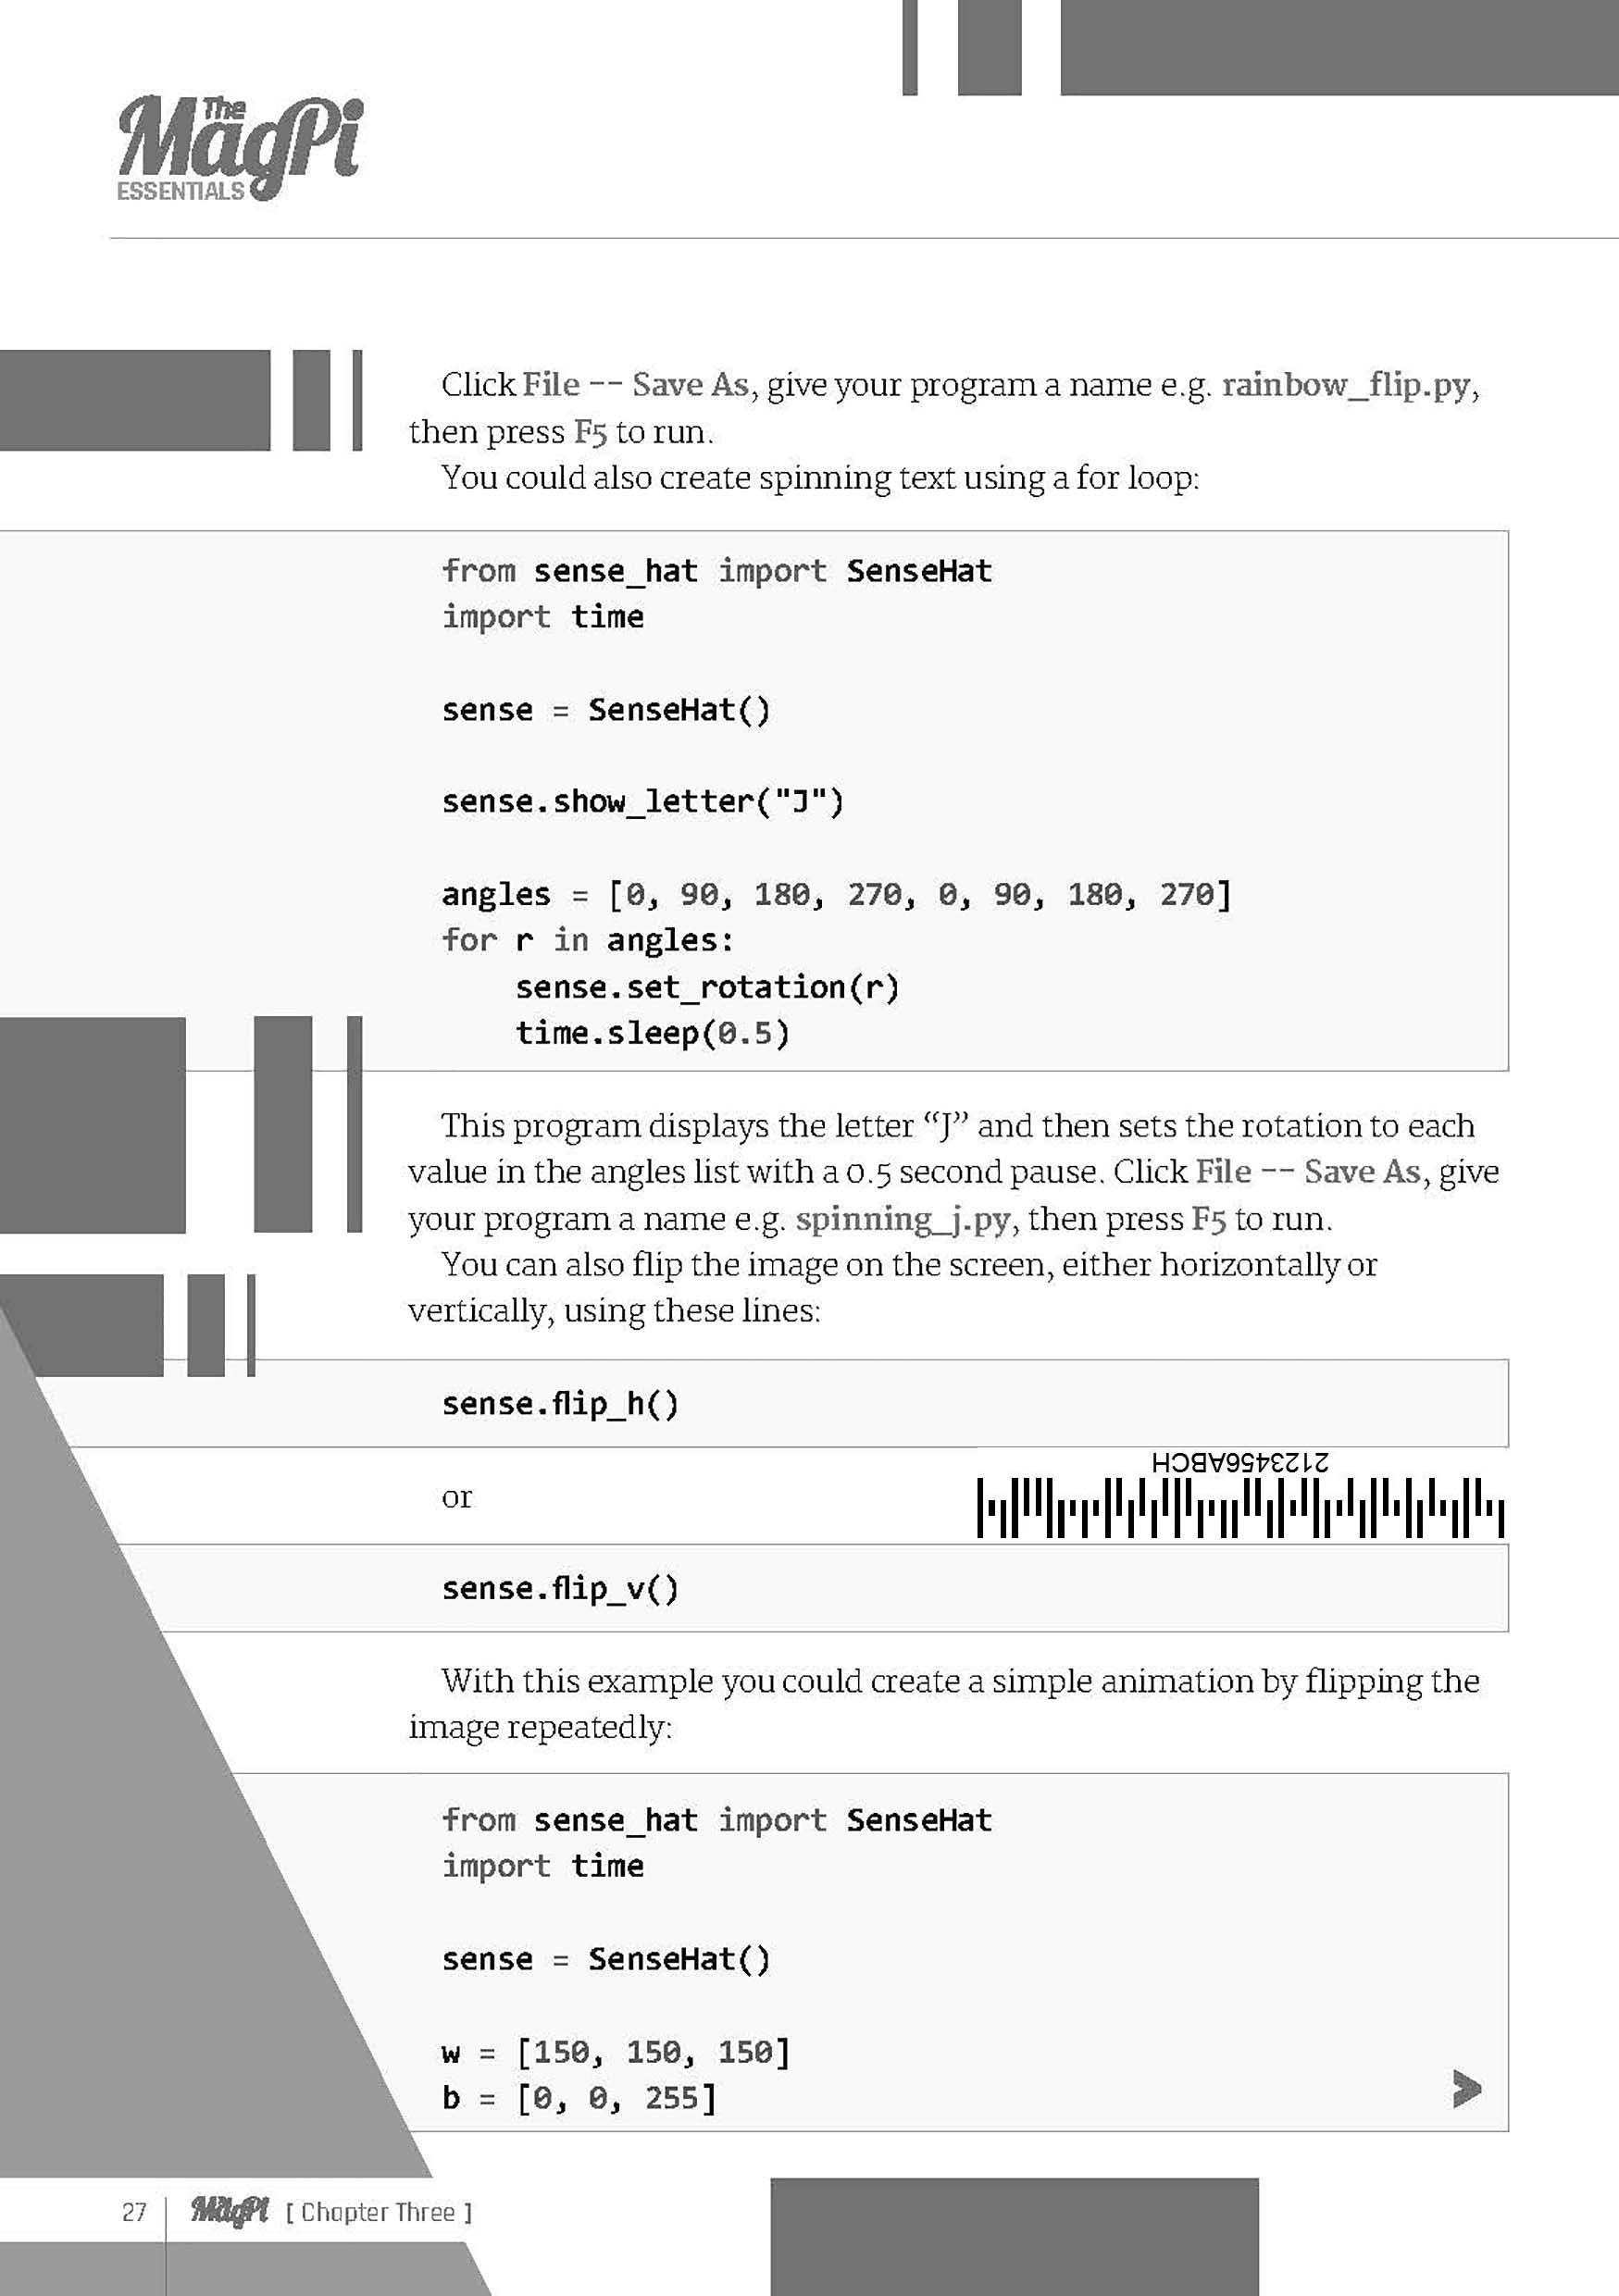 The MagPi
ESSENTIALS
Click File -- Save As, give your program a name e.g. rainbow_flip.py,
then press F5 to run.
You could also create spinning text using a for loop:
from sense_hat import SenseHat
import time
sense = SenseHat()
sense.show_letter("J")
angles = [0, 90, 180, 270, 0, 90, 180, 270]
for r in angles:
    sense.set_rotation(r)
    time.sleep(0.5)
This program displays the letter “J” and then sets the rotation to each
value in the angles list with a 0.5 second pause. Click File -- Save As, give
your program a name e.g. spinning_j.py, then press F5 to run.
You can also flip the image on the screen, either horizontally or
vertically, using these lines:
sense.flip_h()
2123456ABCH
or
sense.flip_v()
With this example you could create a simple animation by flipping the
image repeatedly:
from sense_hat import SenseHat
import time
sense = SenseHat()
w = [150, 150, 150]
b = [0, 0, 255]
27 MagPi [ Chapter Three ]